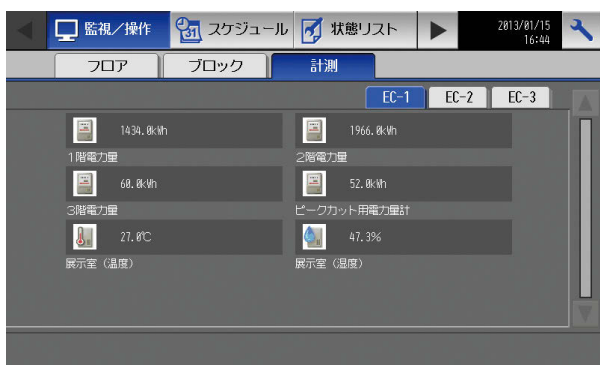 監視／操作
31
スケジュール
状態リスト
2013/01/15
16:44
フロア
ブロック
計測
EC-1
EC-2
EC-3
1434.0kWh
1966.0kWh
1階電力量
2階電力量
60.0kWh
52.0kWh
3階電力量
ピークカット用電力量計
27.0℃
47.3%
展示室（温度）
展示室（湿度）